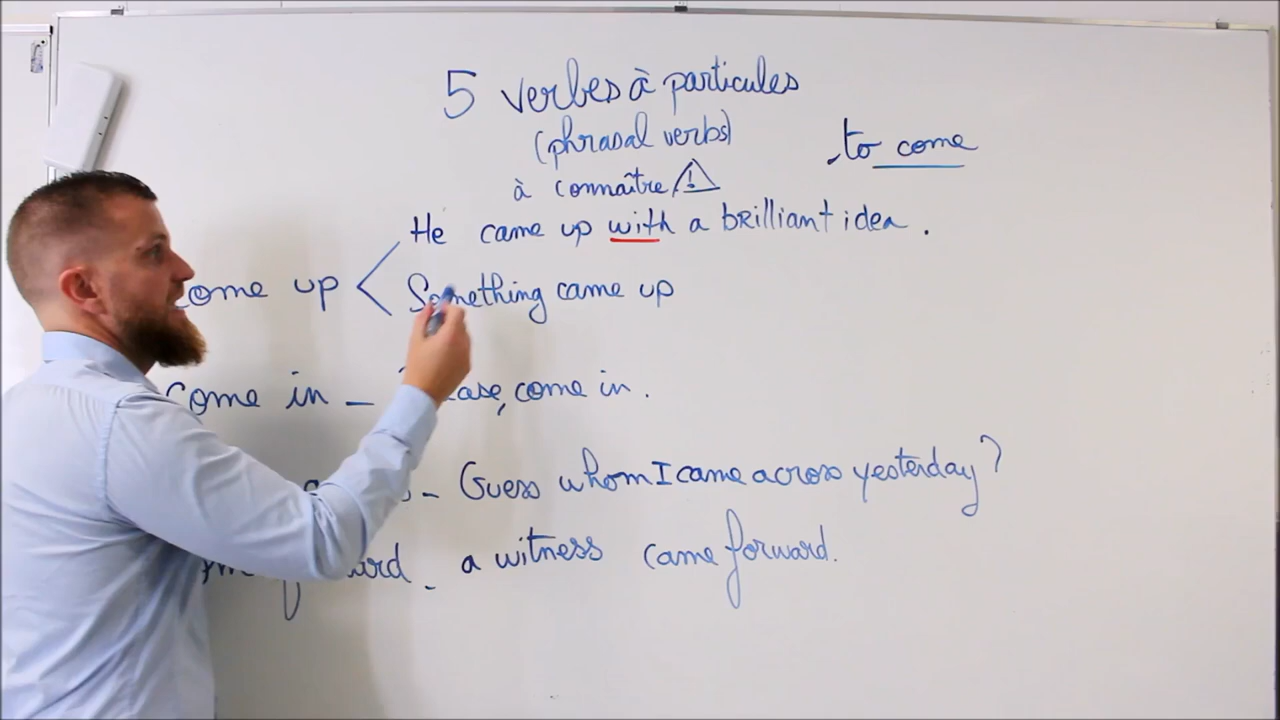 5 verbes à particules
(phrasal verbs)
to come
à connaître !
He came up with a brilliant idea.
come up < Something came up
come in - Please, come in.
- Guess whom I came across yesterday?
- a witness came forward.